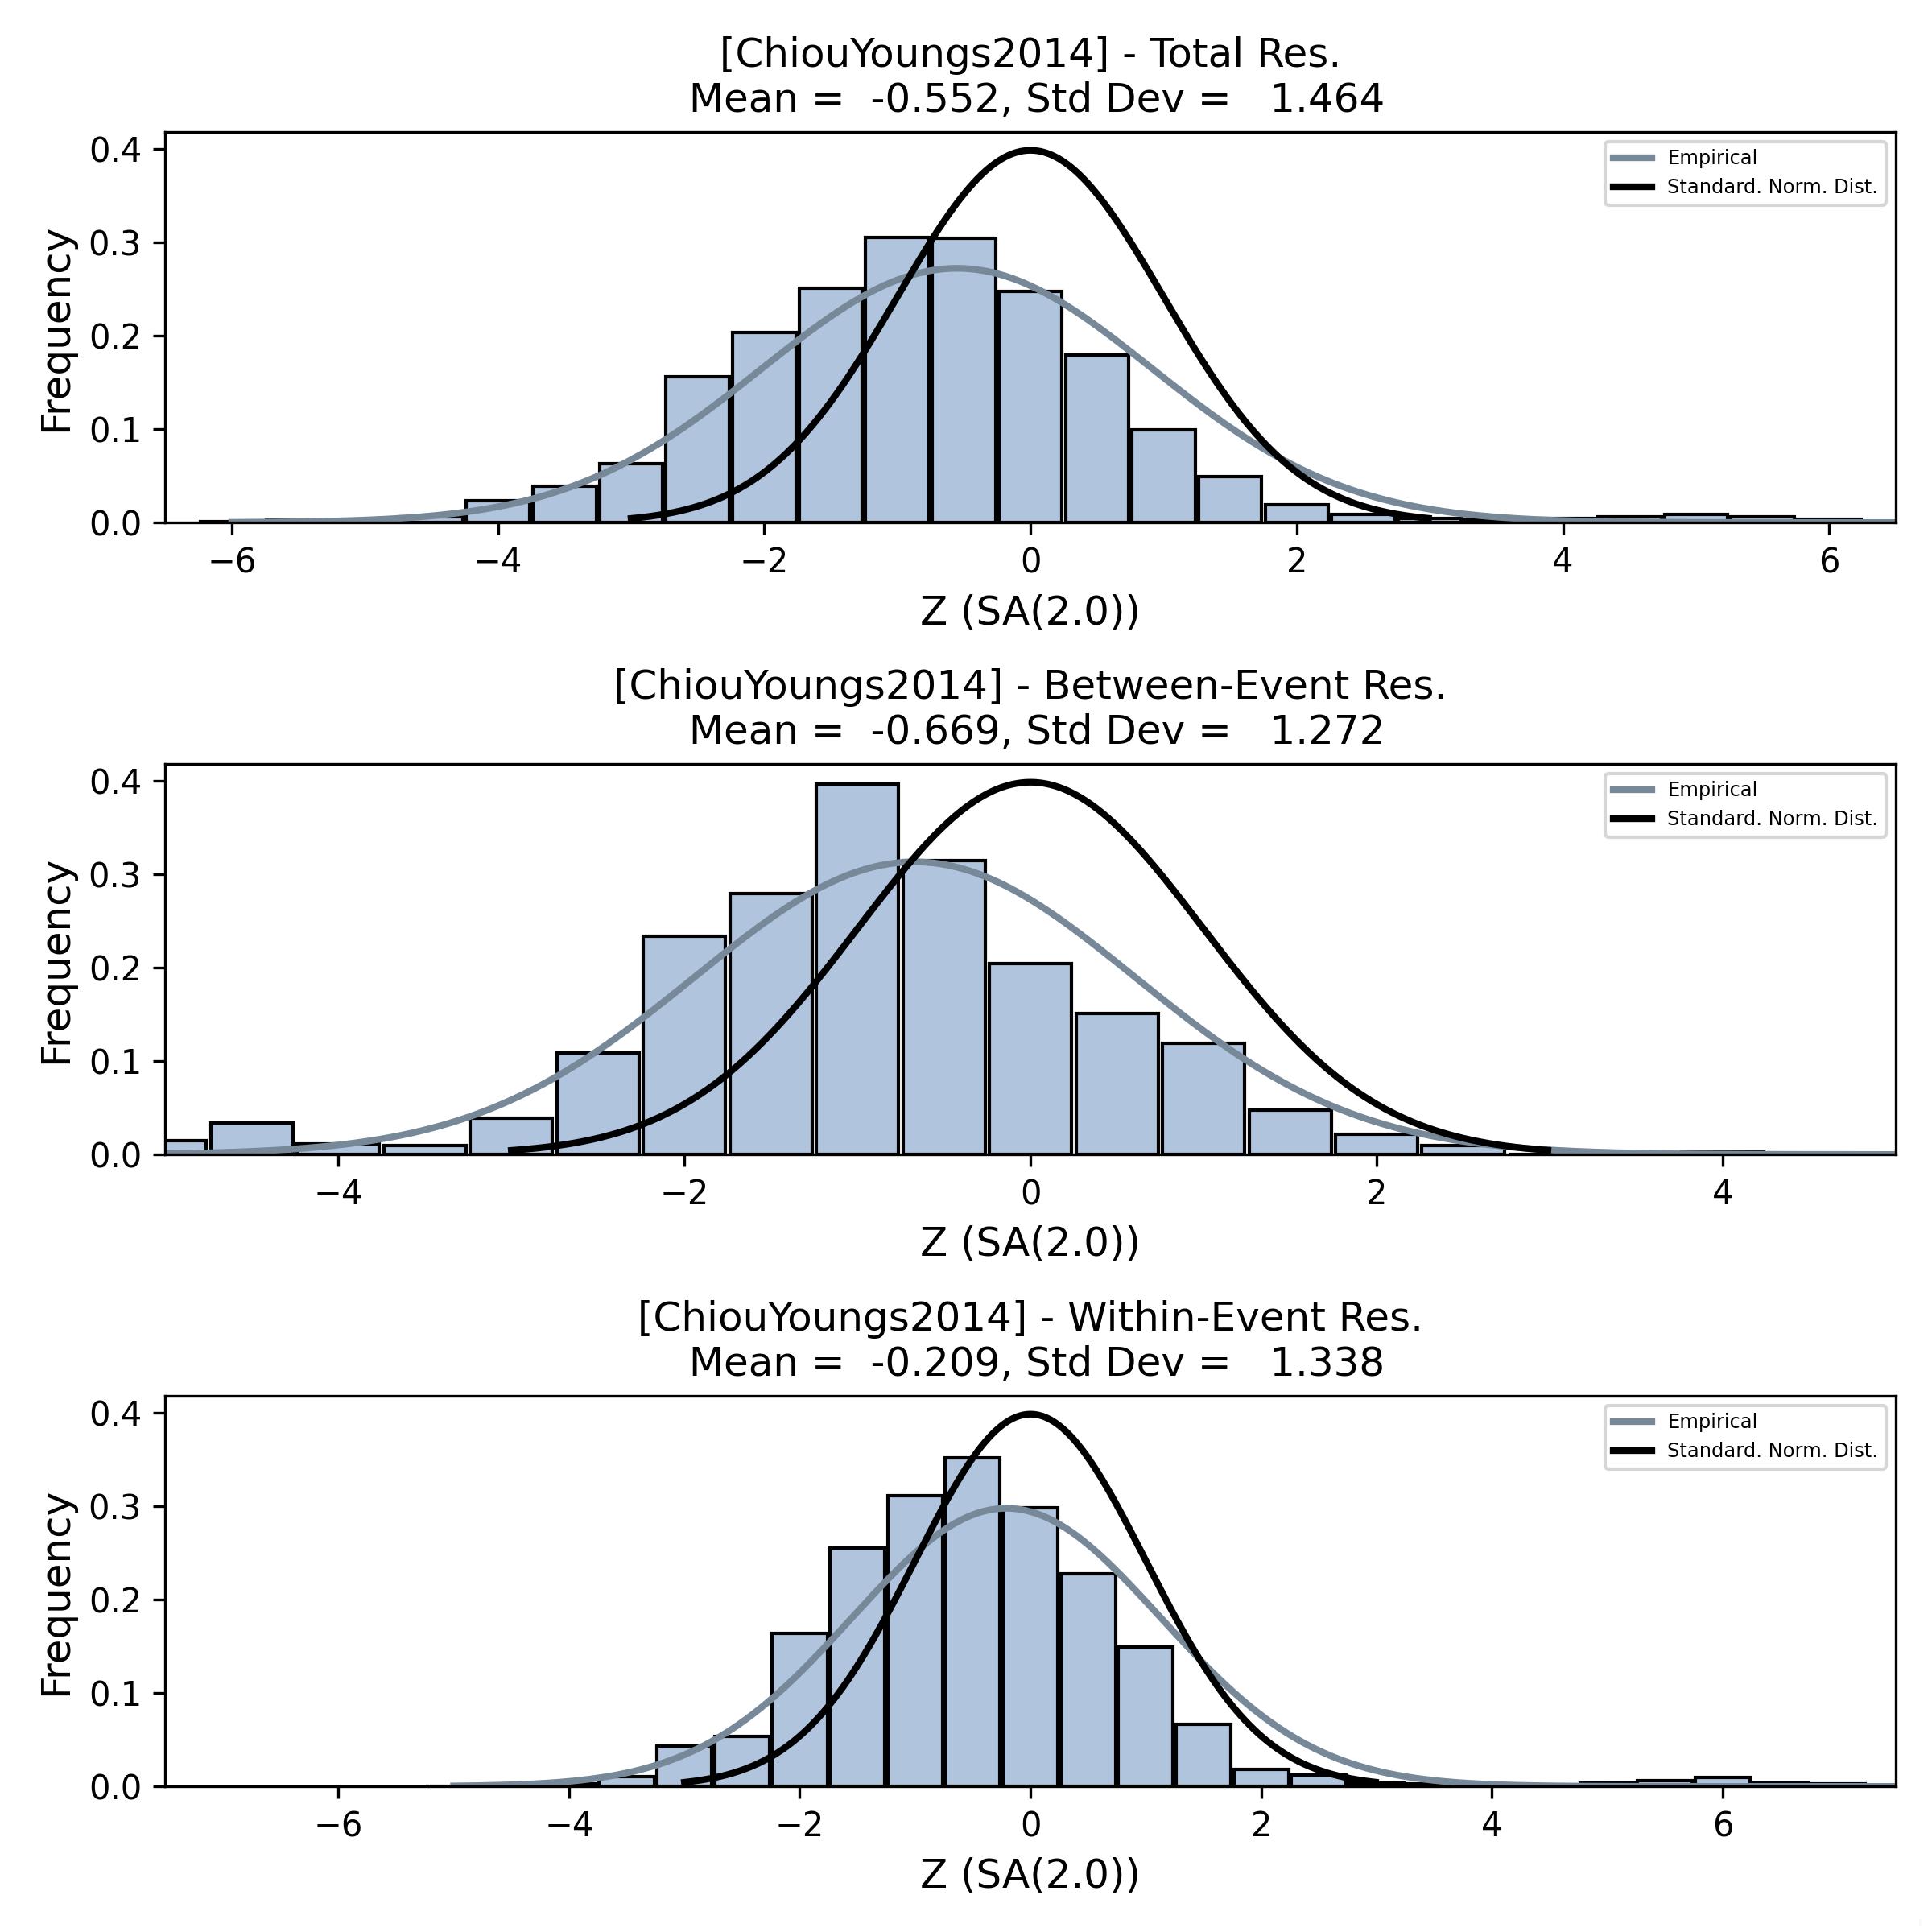 [ChiouYoungs2014] - Total Res.
Mean =  -0.552, Std Dev =   1.464
Empirical
Standard. Norm. Dist.
Frequency
0.4
0.3
0.2
0.1
0.0
−6 −4 −2 0 2 4 6
Z (SA(2.0))
[ChiouYoungs2014] - Between-Event Res.
Mean =  -0.669, Std Dev =   1.272
Empirical
Standard. Norm. Dist.
Frequency
0.4
0.3
0.2
0.1
0.0
−4 −2 0 2 4
Z (SA(2.0))
[ChiouYoungs2014] - Within-Event Res.
Mean =  -0.209, Std Dev =   1.338
Empirical
Standard. Norm. Dist.
Frequency
0.4
0.3
0.2
0.1
0.0
−6 −4 −2 0 2 4 6
Z (SA(2.0))